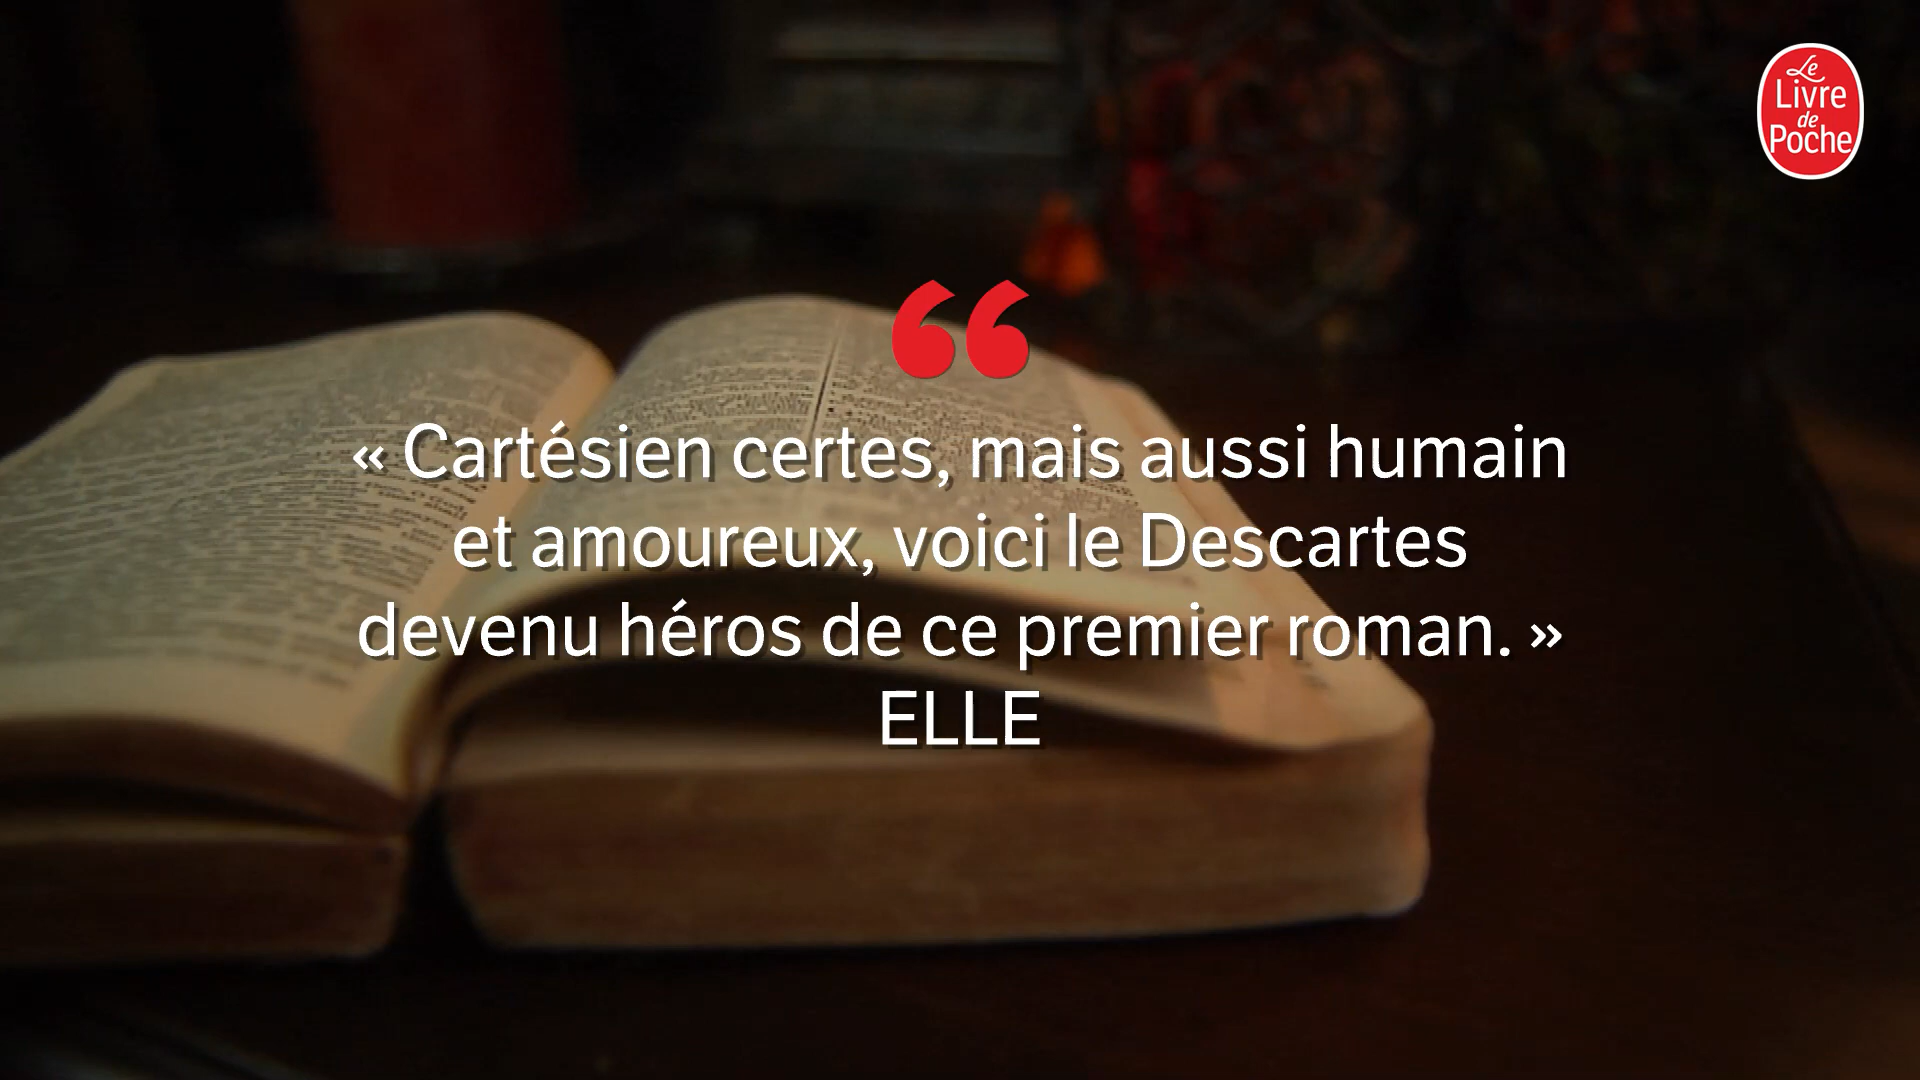 Le
Livre
de
Poche
“
« Cartésien certes, mais aussi humain
et amoureux, voici le Descartes
devenu héros de ce premier roman. »
ELLE